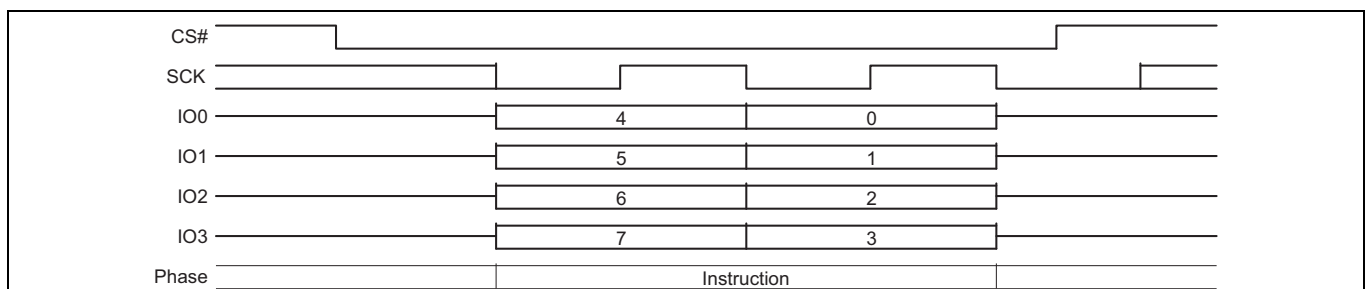 CS#
SCK
IO0 4 0
IO1 5 1
IO2 6 2
IO3 7 3
Phase Instruction